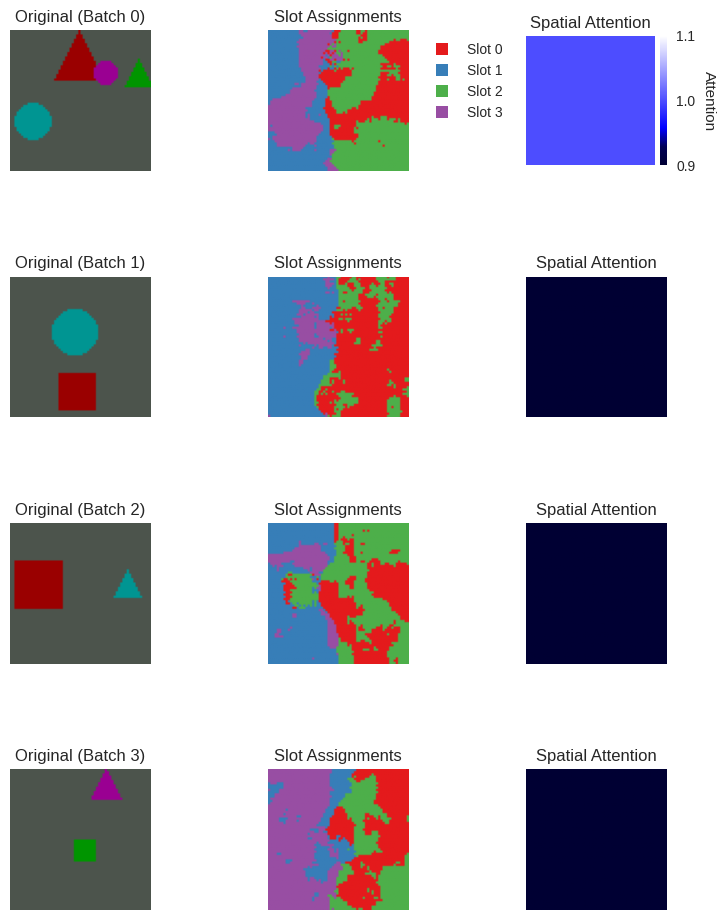 Original (Batch 0)
Slot Assignments
Slot 0
Slot 1
Slot 2
Slot 3
Spatial Attention
1.1
1.0
0.9
Attention
Original (Batch 1)
Slot Assignments
Spatial Attention
Original (Batch 2)
Slot Assignments
Spatial Attention
Original (Batch 3)
Slot Assignments
Spatial Attention